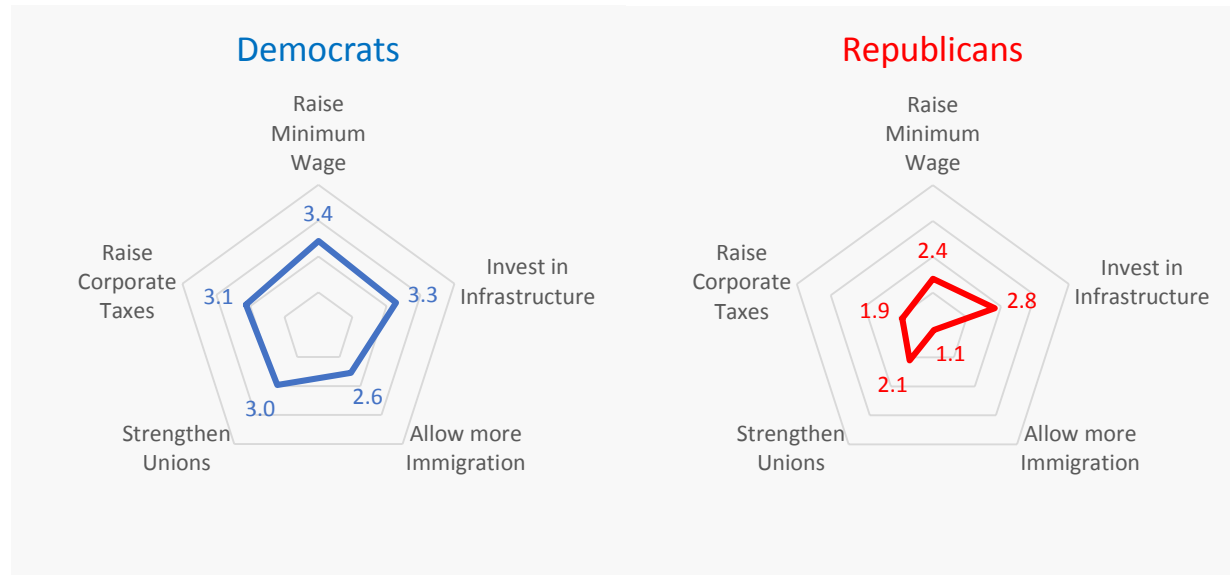 Democrats
Raise
Minimum
Wage
3.4
Raise
Corporate
Taxes
3.1
3.3
Invest in
Infrastructure
3.0
2.6
Strengthen
Unions
Allow more
Immigration
Republicans
Raise
Minimum
Wage
2.4
Raise
Corporate
Taxes
1.9
2.8
Invest in
Infrastructure
2.1
1.1
Strengthen
Unions
Allow more
Immigration